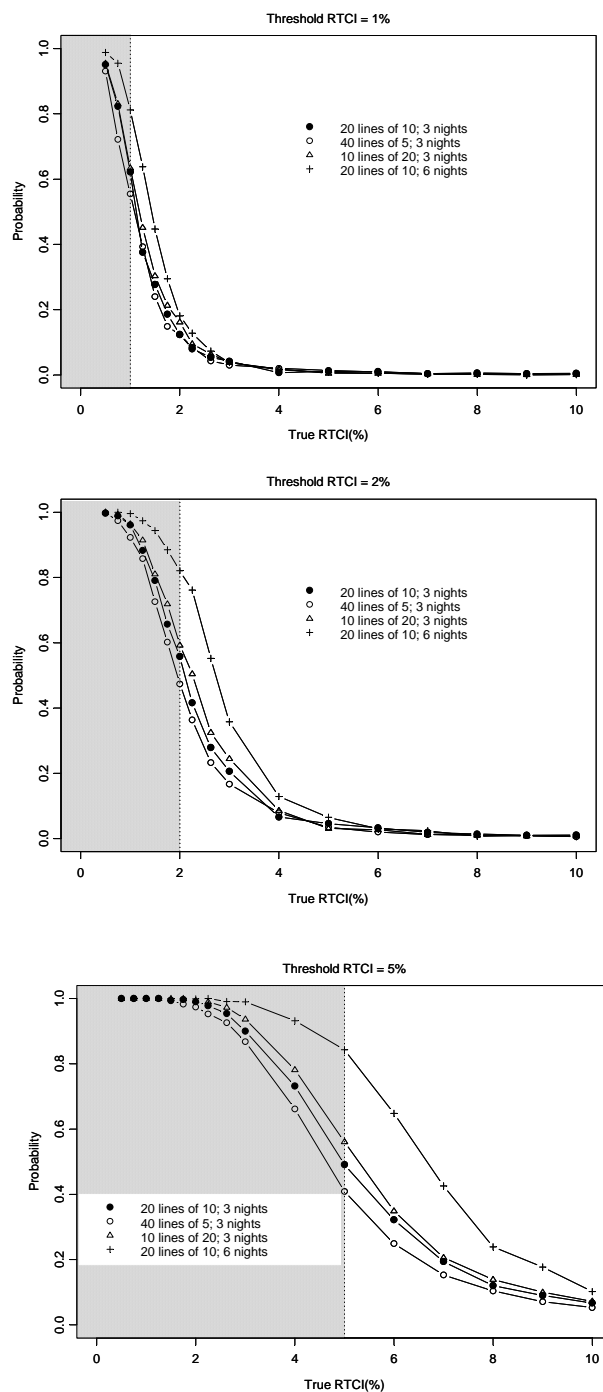 Threshold RTCI = 1%
1.0
0.8
0.6
0.4
0.2
0.0
Probability
20 lines of 10; 3 nights
40 lines of 5; 3 nights
10 lines of 20; 3 nights
20 lines of 10; 6 nights
0 2 4 6 8 10
True RTCI(%)
Threshold RTCI = 2%
1.0
0.8
0.6
0.4
0.2
0.0
Probability
20 lines of 10; 3 nights
40 lines of 5; 3 nights
10 lines of 20; 3 nights
20 lines of 10; 6 nights
0 2 4 6 8 10
True RTCI(%)
Threshold RTCI = 5%
1.0
0.8
0.6
0.4
0.2
0.0
Probability
20 lines of 10; 3 nights
40 lines of 5; 3 nights
10 lines of 20; 3 nights
20 lines of 10; 6 nights
0 2 4 6 8 10
True RTCI(%)